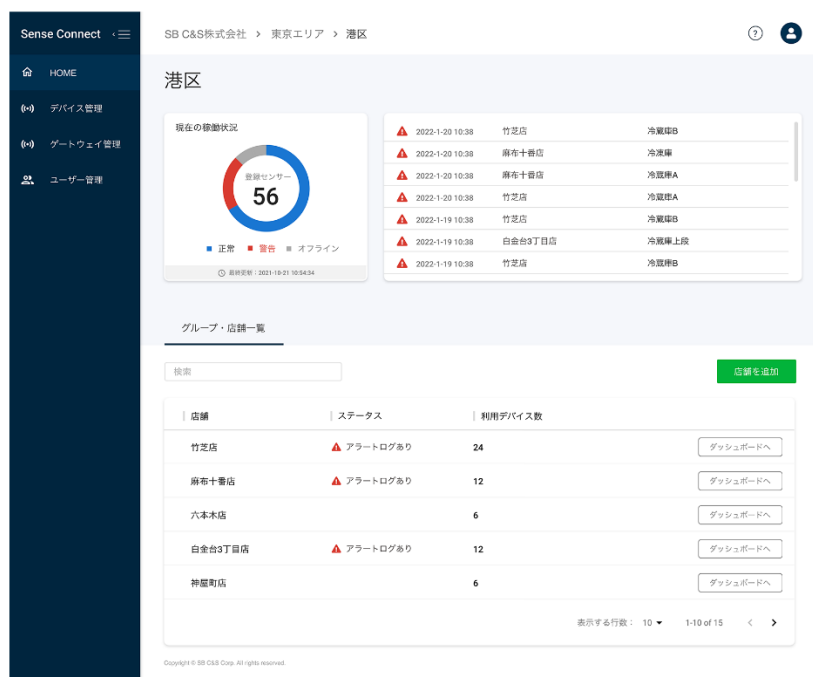 Sense Connect
HOME
デバイス管理
ゲートウェイ管理
ユーザー管理
SB C&S株式会社 > 東京エリア > 港区
?
港区
現在の稼働状況
登録センサー
56
正常 警告 オフライン
最終更新：2021-10-21 10:54:34
2022-1-20 10:38 竹芝店 冷蔵庫B
2022-1-20 10:38 麻布十番店 冷凍庫
2022-1-20 10:38 麻布十番店 冷蔵庫A
2022-1-20 10:38 竹芝店 冷蔵庫A
2022-1-19 10:38 竹芝店 冷蔵庫B
2022-1-19 10:38 白金台3丁目店 冷蔵庫上段
2022-1-19 10:38 竹芝店 冷蔵庫B
グループ・店舗一覧
検索
店舗を追加
店舗 ステータス 利用デバイス数
竹芝店 アラートログあり 24 ダッシュボードへ
麻布十番店 アラートログあり 12 ダッシュボードへ
六本木店 6 ダッシュボードへ
白金台3丁目店 アラートログあり 12 ダッシュボードへ
神屋町店 6 ダッシュボードへ
表示する行数： 10 1-10 of 15
Copyright © SB C&S Corp. All rights reserved.